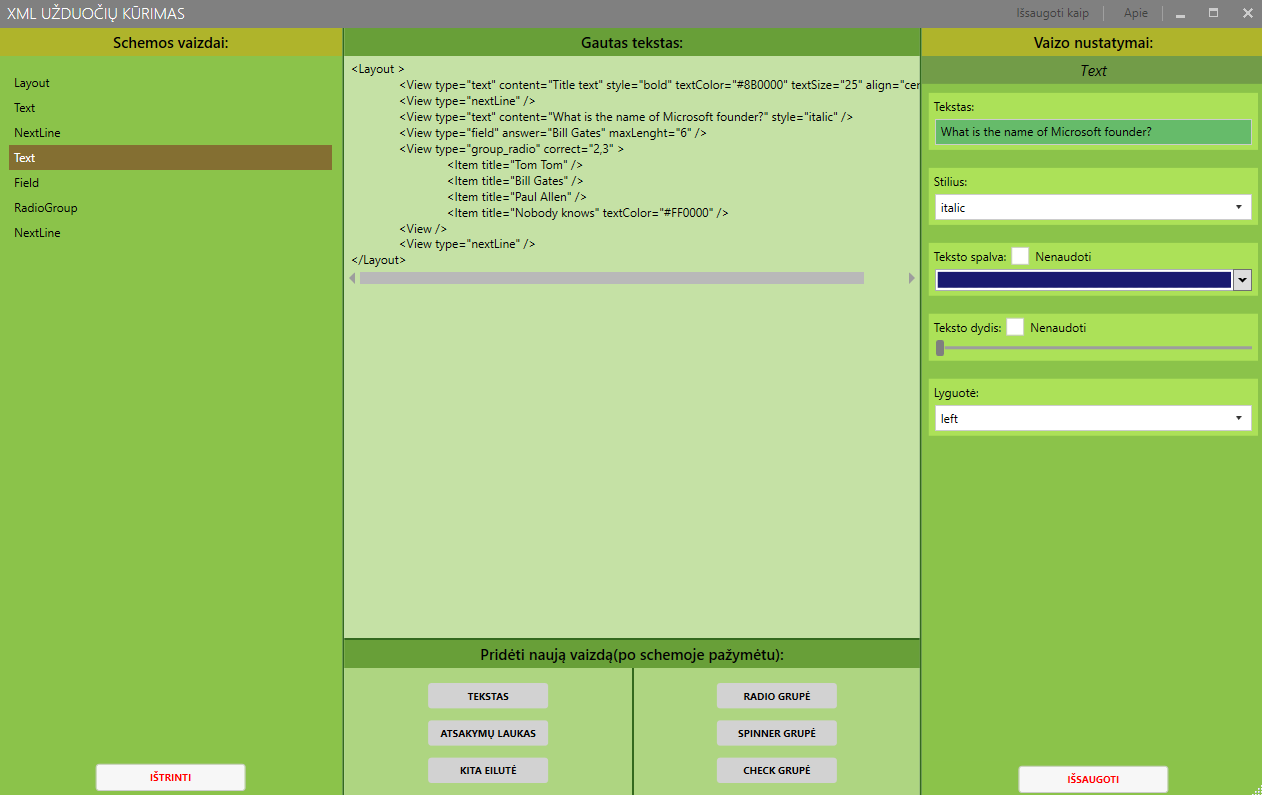 XML UŽDUOČIŲ KŪRIMAS
Išsaugoti kaip
Apie
Schemos vaizdai:
Layout
Text
NextLine
Text
Field
RadioGroup
NextLine
IŠTRINTI
Gautas tekstas:
<Layout >
<View type="text" content="Title text" style="bold" textColor="#8B0000" textSize="25" align="cer
<View type="nextLine" />
<View type="text" content="What is the name of Microsoft founder?" style="italic" />
<View type="field" answer="Bill Gates" maxLenght="6" />
<View type="group_radio" correct="2,3" >
<Item title="Tom Tom" />
<Item title="Bill Gates" />
<Item title="Paul Allen" />
<Item title="Nobody knows" textColor="#FF0000" />
<View />
<View type="nextLine" />
</Layout>
Pridėti naują vaizdą(po schemoje pažymėtu):
TEKSTAS
ATSAKYMŲ LAUKAS
KITA EILUTĖ
RADIO GRUPĖ
SPINNER GRUPĖ
CHECK GRUPĖ
Vaizo nustatymai:
Text
Tekstas:
What is the name of Microsoft founder?
Stilius:
italic
Teksto spalva: Nenaudoti
Teksto dydis: Nenaudoti
Lyguotė:
left
IŠSAUGOTI